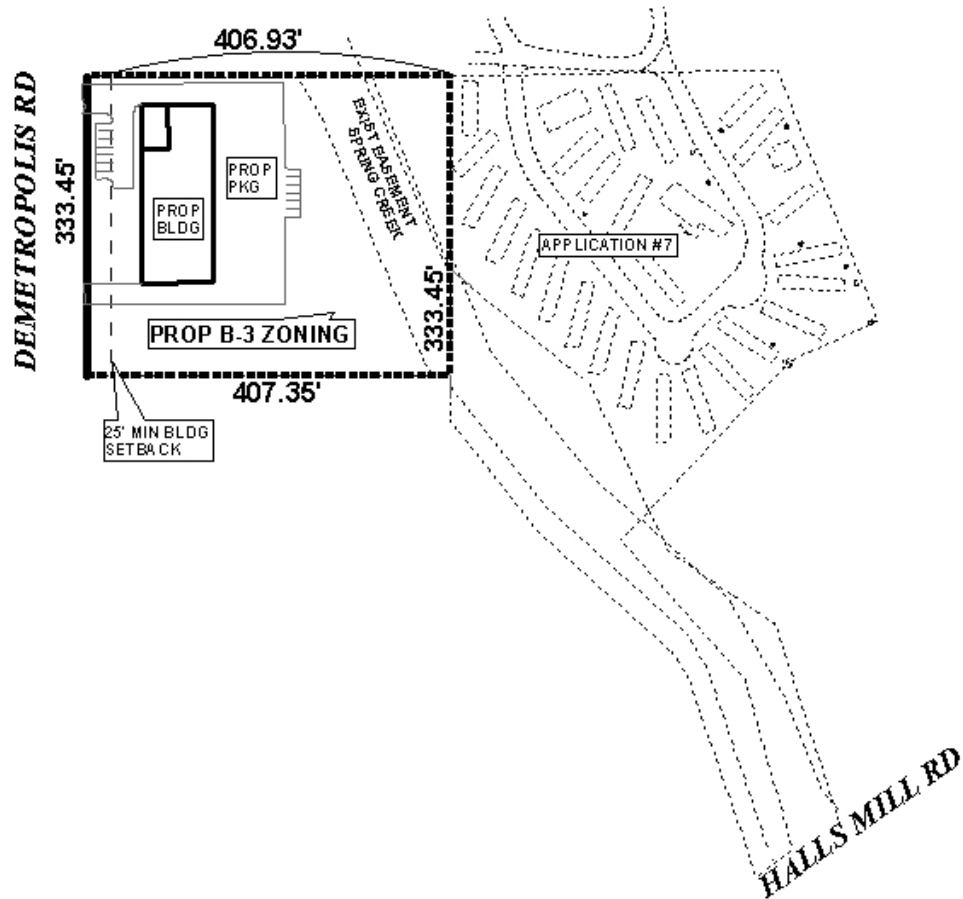 406.93'
DEMETROPOLIS RD
333.45'
EXIST EASEMENT
SPRING CREEK
PROP
PKG
PROP
BLDG
APPLICATION #7
333.45'
PROP B-3 ZONING
407.35'
25' MIN BLDG
SETBACK
HALLS MILL RD